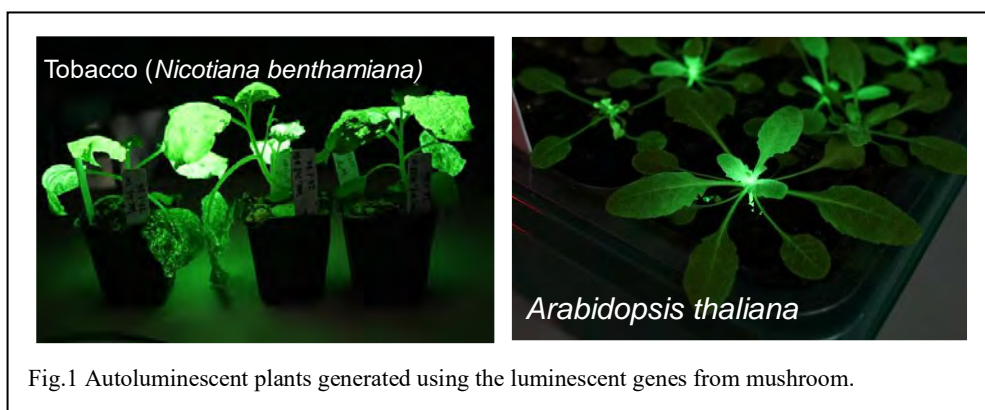 Tobacco (Nicotiana benthamiana)
Arabidopsis thaliana
Fig.1 Autoluminescent plants generated using the luminescent genes from mushroom.